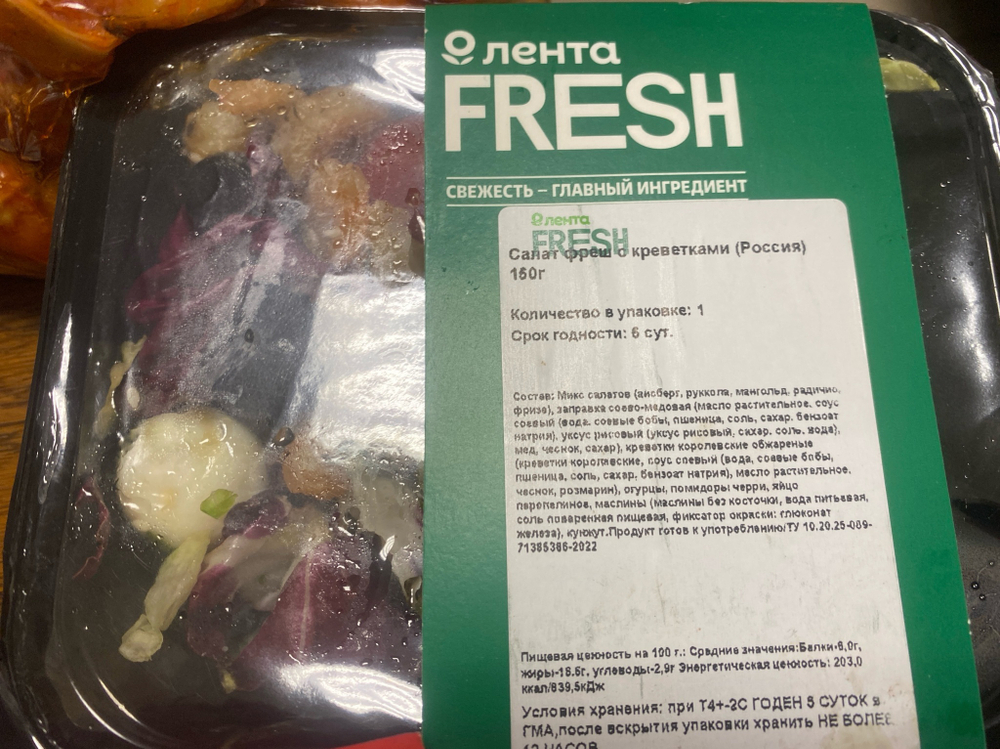 лента
FRESH
СВЕЖЕСТЬ – ГЛАВНЫЙ ИНГРЕДИЕНТ
лента
FRESH
Салат фреш с креветками (Россия)
150г
Количество в упаковке: 1
Срок годности: 6 сут.
Состав: Микс салатов (айсберг, руккола, мангольд, радичио,
фризе), заправка соево-медовая (масло растительное, соус
соевый (вода, соевые бобы, пшеница, соль, сахар, бензоат
натрия), уксус рисовый (уксус рисовый, сахар, соль, вода),
мед, чеснок, сахар), креветки королевские обжареные
(креветки королевские, соус соевый (вода, соевые бобы,
пшеница, соль, сахар, бензоат натрия), масло растительное,
чеснок, розмарин), огурцы, помидоры черри, яйцо
перепелиное, маслины (маслины без косточки, вода питьевая,
соль поваренная пищевая, фиксатор окраски: глюконат
железа), кунжут.Продукт готов к употреблению/ТУ 10.20.25-089-
71385386-2022
Пищевая ценность на 100 г.: Средние значения:Белки-6,0г,
жиры-18.6г, углеводы-2,9г Энергетическая ценность: 203,0
ккал/839,5кДж
Условия хранения: при Т4+-2С ГОДЕН 5 СУТОК в
ГМА,после вскрытия упаковки хранить НЕ БОЛЕЕ
12 ЧАСОВ